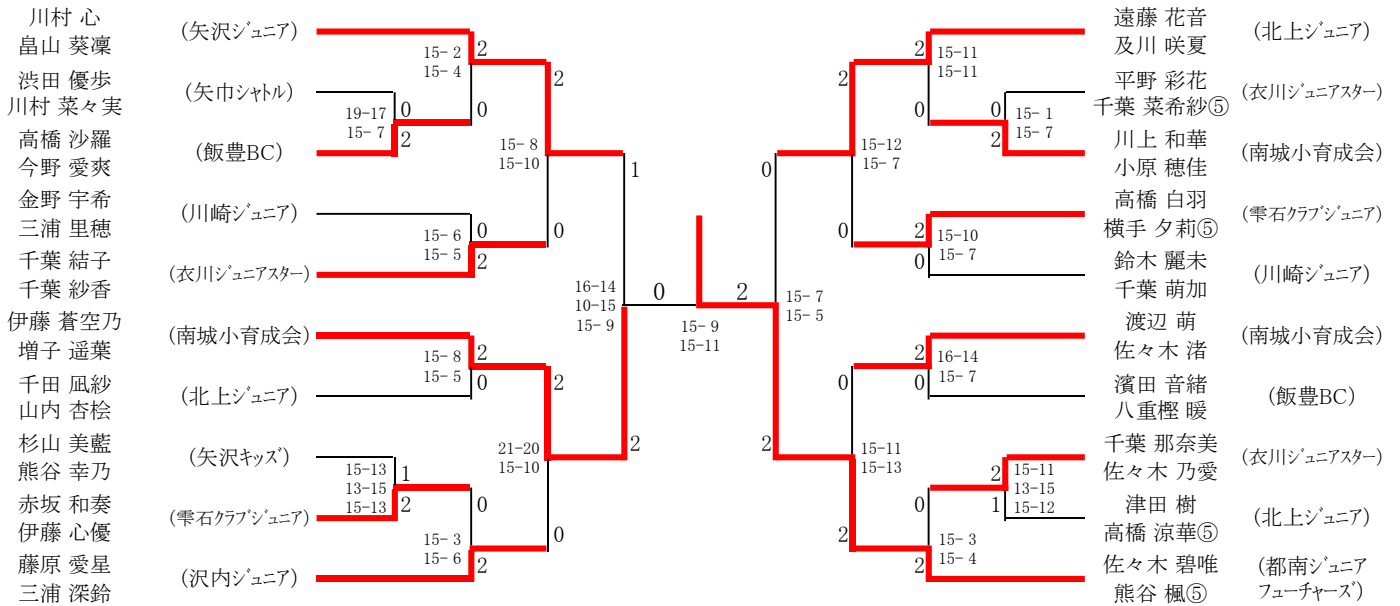 川村 心
畠山 葵凜
(矢沢ジュニア)
渋田 優歩
川村 菜々実
(矢巾シャトル)
高橋 沙羅
今野 愛爽
(飯豊BC)
金野 宇希
三浦 里穂
(川崎ジュニア)
千葉 結子
千葉 紗香
(衣川ジュニアスター)
伊藤 蒼空乃
増子 遥葉
(南城小育成会)
千田 凪紗
山内 杏桧
(北上ジュニア)
杉山 美藍
熊谷 幸乃
(矢沢キッズ)
赤坂 和奏
伊藤 心優
(雫石クラブジュニア)
藤原 愛星
三浦 深鈴
(沢内ジュニア)
15- 2
15- 4
2
0
19-17
15- 7
0
2
15- 8
15-10
2
0
15- 6
15- 5
0
2
16-14
10-15
15- 9
1
2
15- 8
15- 5
2
0
21-20
15-10
2
0
15-13
13-15
15-13
1
2
15- 3
15- 6
0
2
0
2
15- 9
15-11
15- 7
15- 5
0
2
15-12
15- 7
2
0
15-11
15-11
2
0
15- 1
15- 7
0
2
15-10
15- 7
2
0
16-14
15- 7
2
0
15-11
15-13
0
2
15-11
13-15
15-12
2
1
15- 3
15- 4
0
2
遠藤 花音
及川 咲夏
(北上ジュニア)
平野 彩花
千葉 菜希紗⑤
(衣川ジュニアスター)
川上 和華
小原 穂佳
(南城小育成会)
高橋 白羽
横手 夕莉⑤
(雫石クラブジュニア)
鈴木 麗未
千葉 萌加
(川崎ジュニア)
渡辺 萌
佐々木 渚
(南城小育成会)
濱田 音緒
八重樫 暖
(飯豊BC)
千葉 那奈美
佐々木 乃愛
(衣川ジュニアスター)
津田 樹
高橋 涼華⑤
(北上ジュニア)
佐々木 碧唯
熊谷 楓⑤
(都南ジュニア
フューチャーズ)